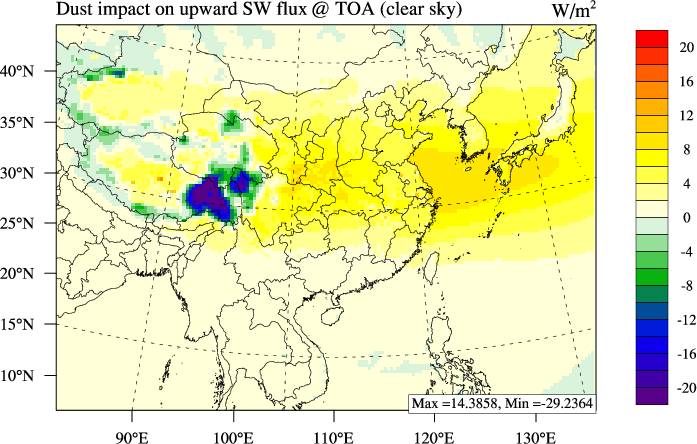 Dust impact on upward SW flux @ TOA (clear sky) W/m²
40°N
35°N
30°N
25°N
20°N
15°N
10°N
90°E 100°E 110°E 120°E 130°E
20
16
12
8
4
0
-4
-8
-12
-16
-20
Max =14.3858, Min =-29.2364